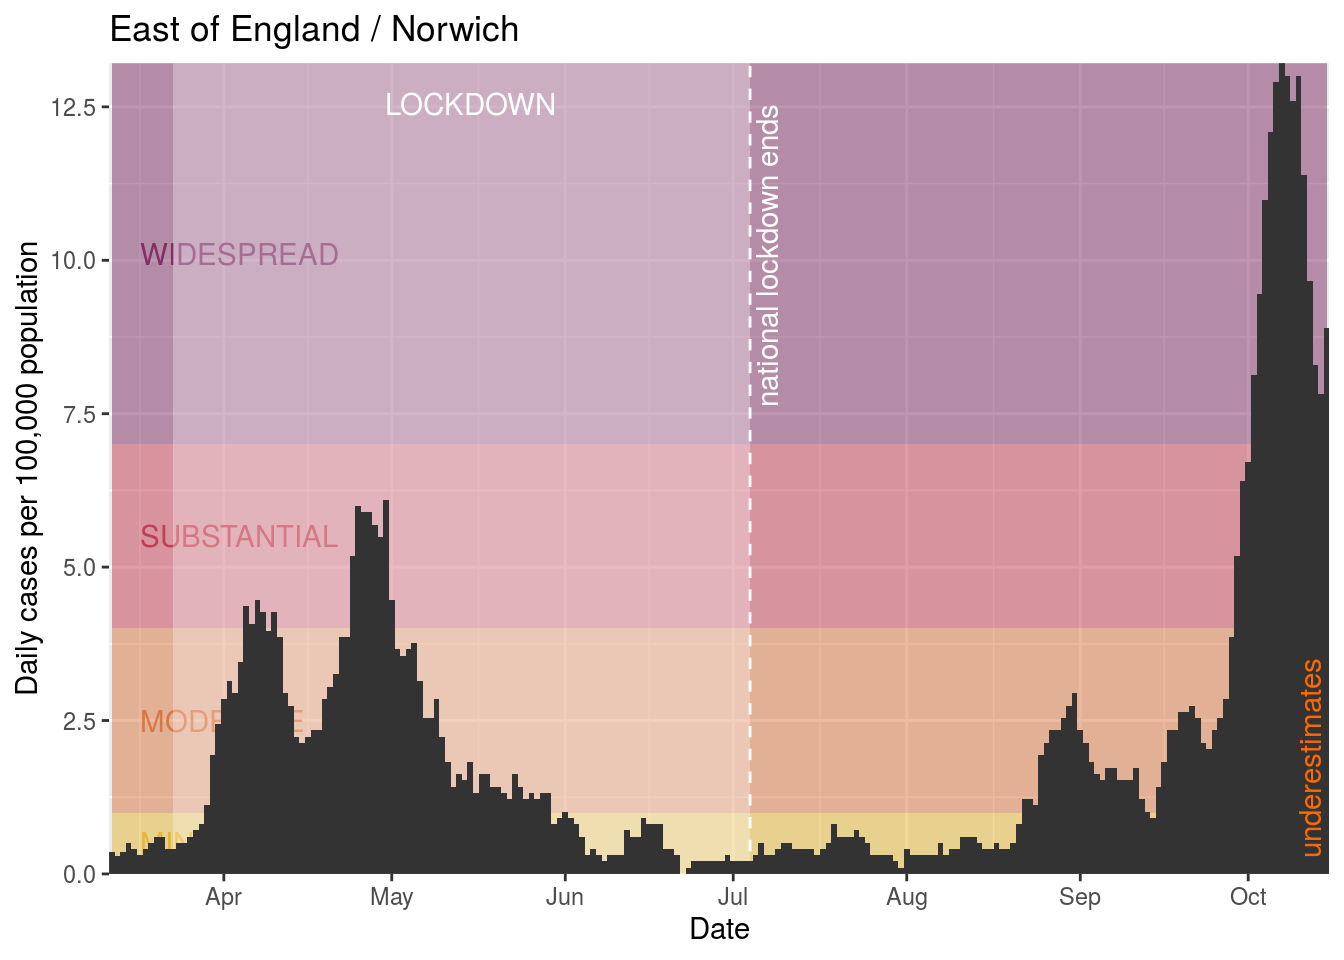 East of England / Norwich
Daily cases per 100,000 population
12.5
10.0
7.5
5.0
2.5
0.0
LOCKDOWN
national lockdown ends
WIDESPREAD
SUBSTANTIAL
underestimates
Apr
May
Jun
Jul
Aug
Sep
Oct
Date